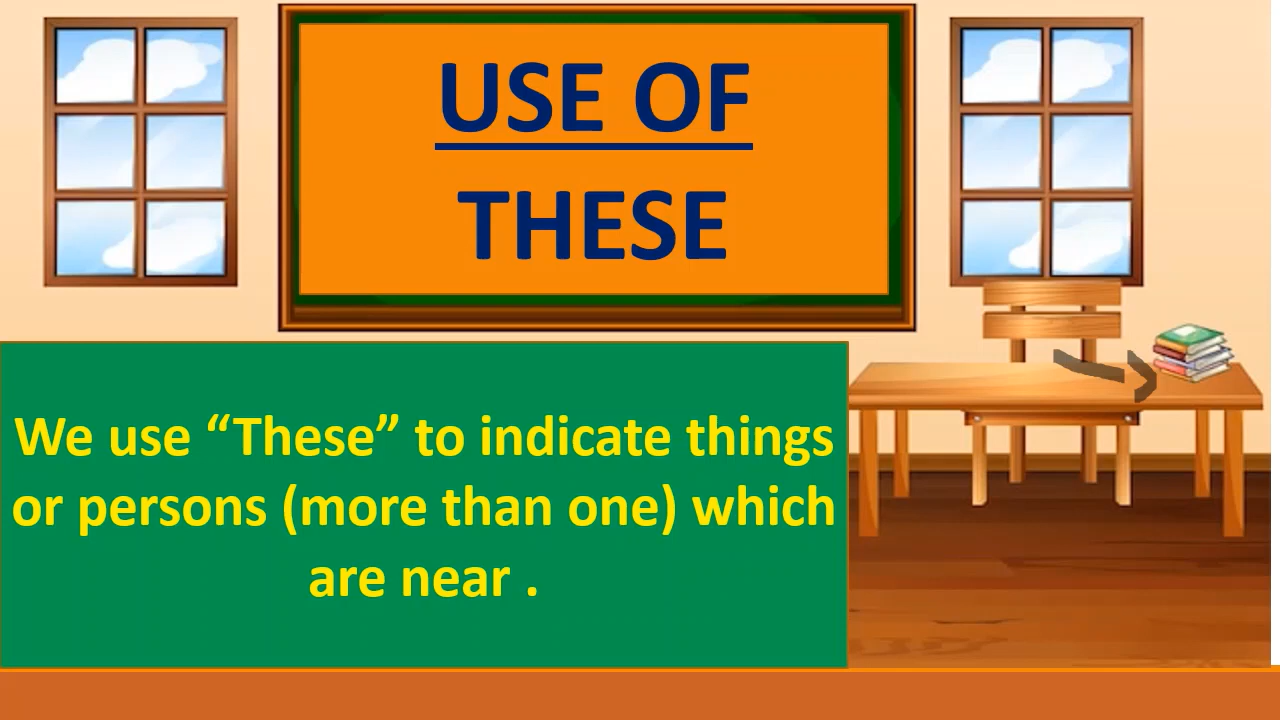 USE OF
THESE
We use “These” to indicate things
or persons (more than one) which
are near .